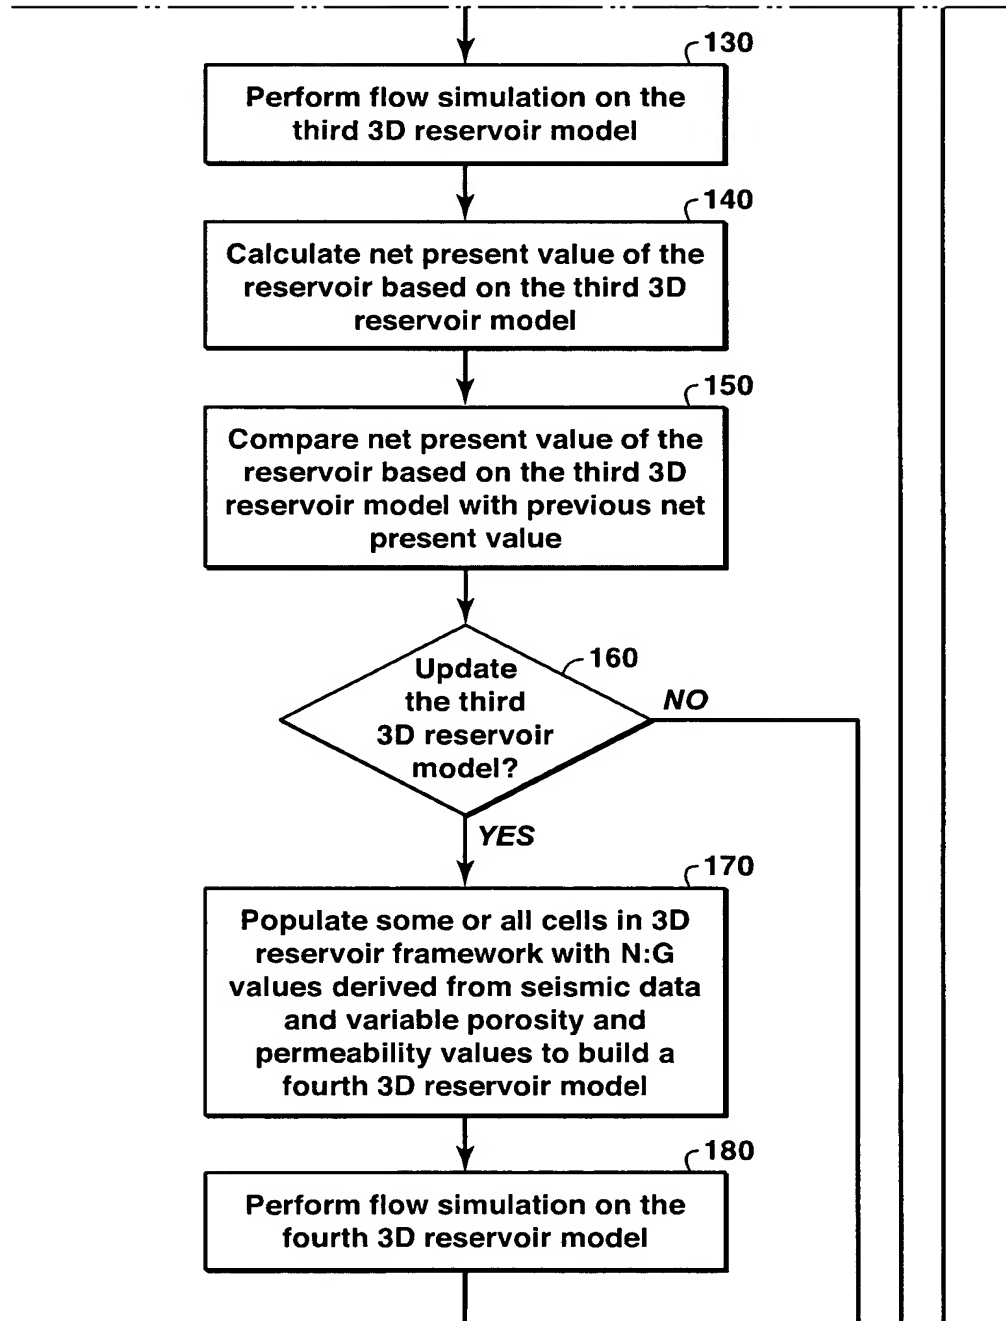 130
Perform flow simulation on the
third 3D reservoir model
140
Calculate net present value of the
reservoir based on the third 3D
reservoir model
150
Compare net present value of the
reservoir based on the third 3D
reservoir model with previous net
present value
160
Update
the third
3D reservoir
model?
NO
YES
170
Populate some or all cells in 3D
reservoir framework with N:G
values derived from seismic data
and variable porosity and
permeability values to build a
fourth 3D reservoir model
180
Perform flow simulation on the
fourth 3D reservoir model